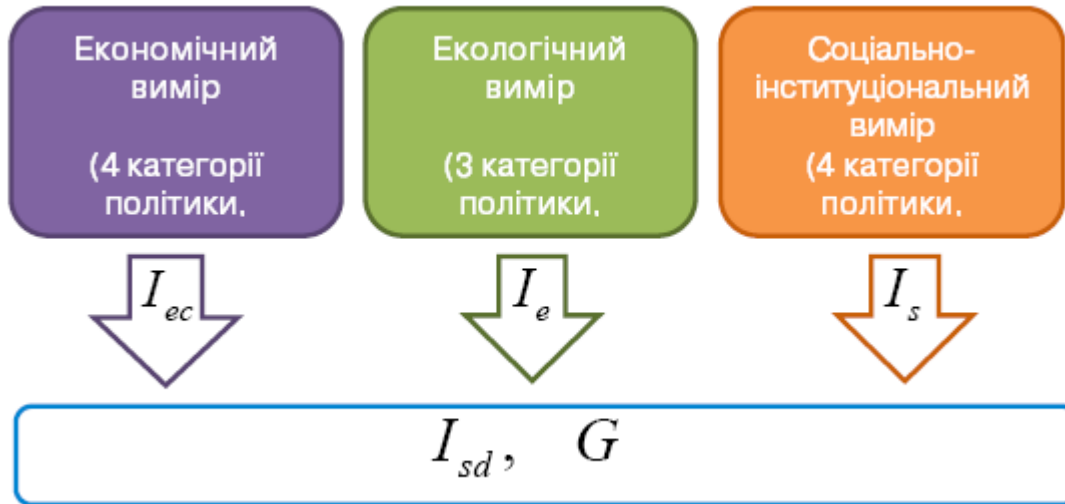 Економічний
вимір
(4 категорії
політики,
Екологічний
вимір
(3 категорії
політики,
Соціально-
інституціональний
вимір
(4 категорії
політики,
I_ec
I_e
I_s
I_sd, G